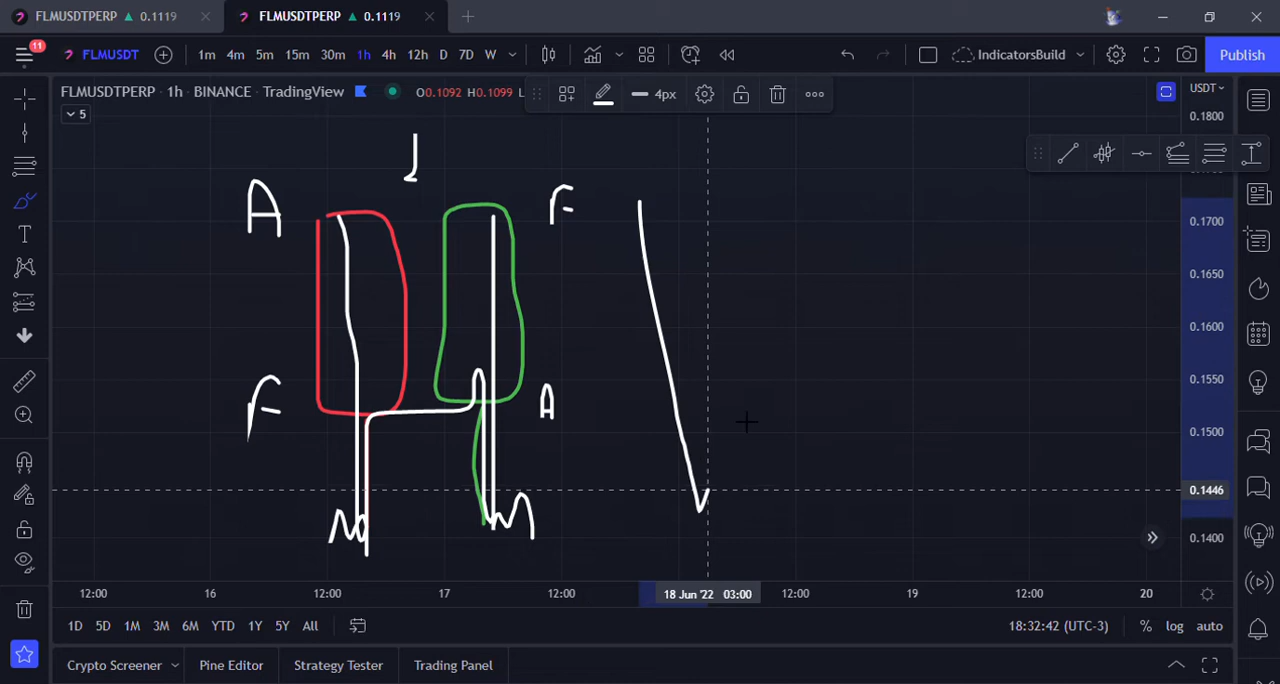 FLMUSDTPERP ▲ 0.1119
FLMUSDTPERP ▲ 0.1119
11
FLMUSDT
1m 4m 5m 15m 30m 1h 4h 12h D 7D W
IndicatorsBuild
Publish
FLMUSDTPERP · 1h · BINANCE · TradingView
O0.1092 H0.1099 L
4px
5
USDT
0.1800
0.1700
0.1650
0.1600
0.1550
0.1500
0.1446
0.1400
A
F
F
A
M
12:00 16 12:00 17 12:00 18 Jun '22 03:00 12:00 19 12:00 20
1D 5D 1M 3M 6M YTD 1Y 5Y All
18:32:42 (UTC-3) % log auto
Crypto Screener Pine Editor Strategy Tester Trading Panel